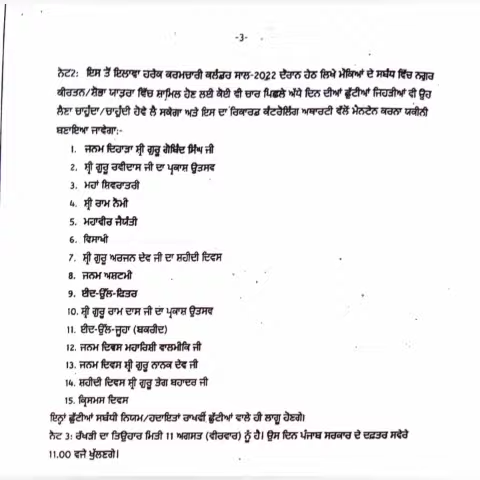 -3-
ਨੋਟ2: ਇਸ ਤੋਂ ਇਲਾਵਾ ਹਰੇਕ ਕਰਮਚਾਰੀ ਕਲੰਡਰ ਸਾਲ-2022 ਦੌਰਾਨ ਹੇਠ ਲਿਖੇ ਮੌਕਿਆਂ ਦੇ ਸਬੰਧ ਵਿੱਚ ਨਗਰ
ਕੀਰਤਨ/ਸ਼ੋਭਾ ਯਾਤਰਾ ਵਿੱਚ ਸ਼ਾਮਿਲ ਹੋਣ ਲਈ ਕੋਈ ਵੀ ਚਾਰ ਪਿਛਲੇ ਅੱਧੇ ਦਿਨ ਦੀਆਂ ਛੁੱਟੀਆਂ ਜਿਹੜੀਆਂ ਵੀ ਉਹ
ਲੈਣਾ ਚਾਹੁੰਦਾ/ਚਾਹੁੰਦੀ ਹੋਵੇ ਲੈ ਸਕੇਗਾ ਅਤੇ ਇਸ ਦਾ ਰਿਕਾਰਡ ਕੰਟਰੋਲਿੰਗ ਅਥਾਰਟੀ ਵੱਲੋਂ ਮੇਨਟੇਨ ਕਰਨਾ ਯਕੀਨੀ
ਬਣਾਇਆ ਜਾਵੇਗਾ:-
1. ਜਨਮ ਦਿਹਾੜਾ ਸ੍ਰੀ ਗੁਰੂ ਗੋਬਿੰਦ ਸਿੰਘ ਜੀ
2. ਸ੍ਰੀ ਗੁਰੂ ਰਵੀਦਾਸ ਜੀ ਦਾ ਪ੍ਰਕਾਸ਼ ਉਤਸਵ
3. ਮਹਾਂ ਸ਼ਿਵਰਾਤਰੀ
4. ਸ਼੍ਰੀ ਰਾਮ ਨੌਮੀ
5. ਮਹਾਵੀਰ ਜੈਯੰਤੀ
6. ਵਿਸਾਖੀ
7. ਸ੍ਰੀ ਗੁਰੂ ਅਰਜਨ ਦੇਵ ਜੀ ਦਾ ਸ਼ਹੀਦੀ ਦਿਵਸ
8. ਜਨਮ ਅਸ਼ਟਮੀ
9. ਈਦ-ਉੱਲ-ਫਿਤਰ
10. ਸ੍ਰੀ ਗੁਰੂ ਰਾਮ ਦਾਸ ਜੀ ਦਾ ਪ੍ਰਕਾਸ਼ ਉਤਸਵ
11. ਈਦ-ਉੱਲ-ਜੂਹਾ (ਬਕਰੀਦ)
12. ਜਨਮ ਦਿਵਸ ਮਹਾਰਿਸ਼ੀ ਵਾਲਮੀਕਿ ਜੀ
13. ਜਨਮ ਦਿਵਸ ਸ਼੍ਰੀ ਗੁਰੂ ਨਾਨਕ ਦੇਵ ਜੀ
14. ਸ਼ਹੀਦੀ ਦਿਵਸ ਸ਼੍ਰੀ ਗੁਰੂ ਤੇਗ ਬਹਾਦਰ ਜੀ
15. ਕ੍ਰਿਸਮਸ ਦਿਵਸ
ਇਨ੍ਹਾਂ ਛੁੱਟੀਆਂ ਸਬੰਧੀ ਨਿਯਮ/ਹਦਾਇਤਾਂ ਰਾਖਵੀਂ ਛੁੱਟੀਆਂ ਵਾਲੇ ਹੀ ਲਾਗੂ ਹੋਣਗੇ।
ਨੋਟ 3: ਰੱਖੜੀ ਦਾ ਤਿਉਹਾਰ ਮਿਤੀ 11 ਅਗਸਤ (ਵੀਰਵਾਰ) ਨੂੰ ਹੈ। ਉਸ ਦਿਨ ਪੰਜਾਬ ਸਰਕਾਰ ਦੇ ਦਫ਼ਤਰ ਸਵੇਰੇ
11.00 ਵਜੇ ਖੁੱਲਣਗੇ।